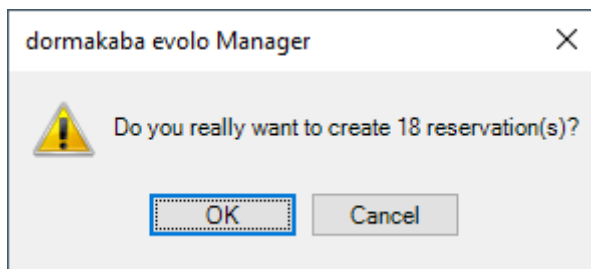 dormakaba evolo Manager
Do you really want to create 18 reservation(s)?
OK
Cancel